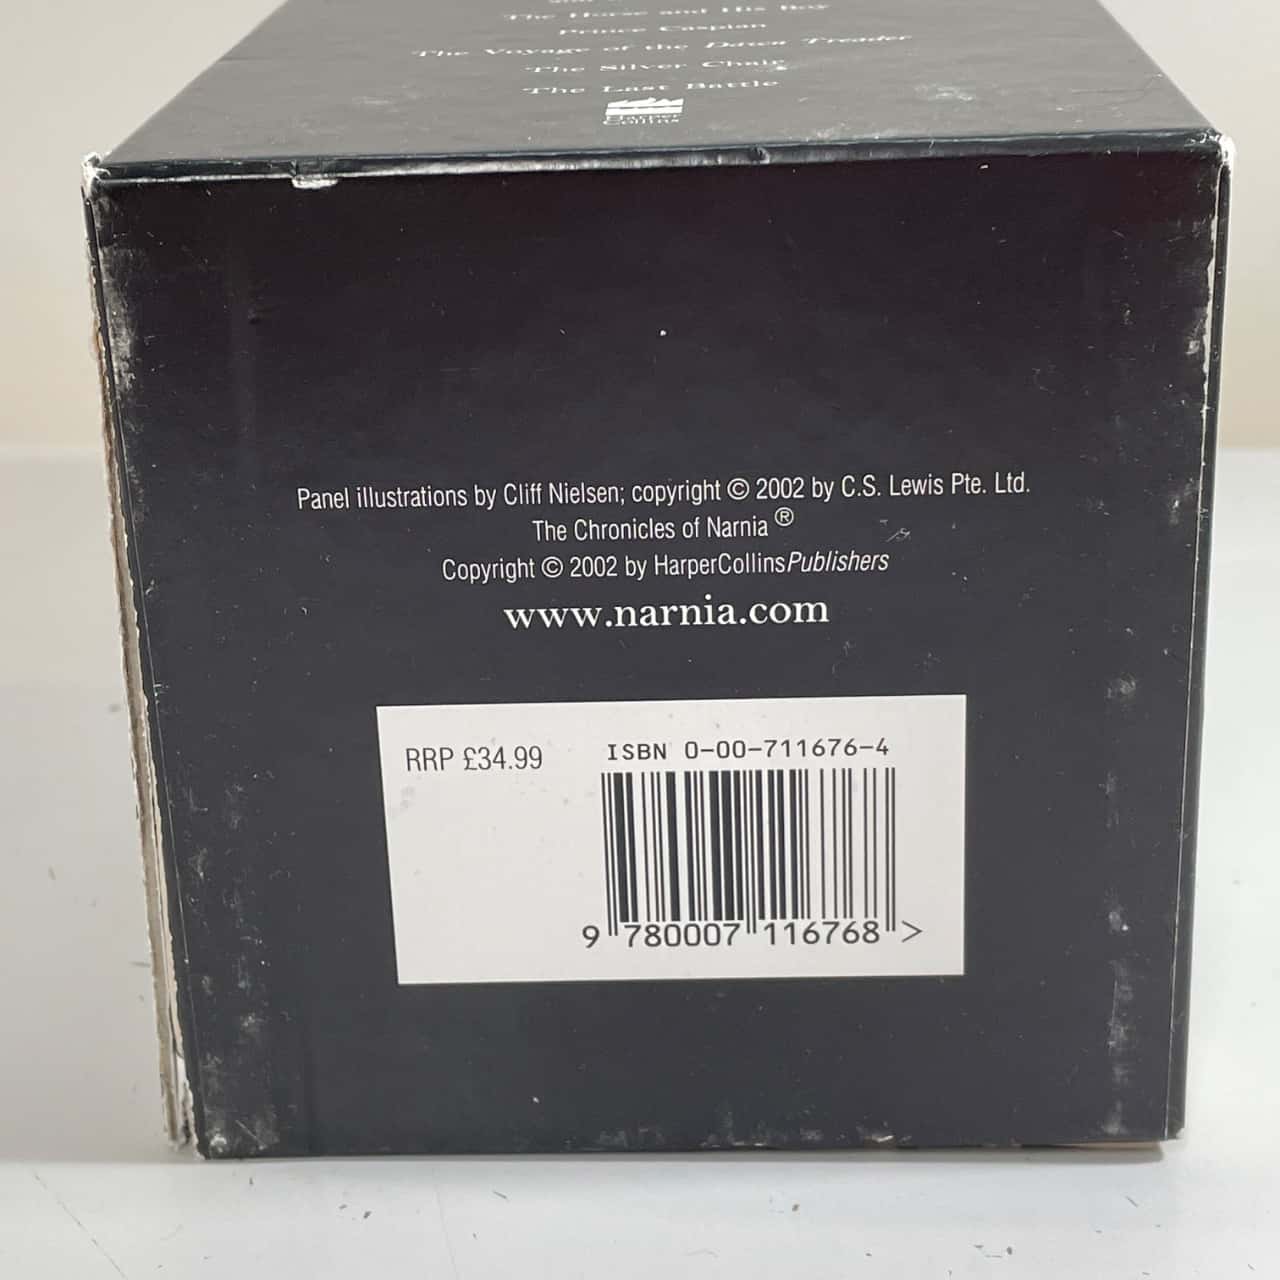 The Horse and His Boy
Prince Caspian
The Voyage of the Dawn Treader
The Silver Chair
The Last Battle
Harper
Collins
Panel illustrations by Cliff Nielsen; copyright © 2002 by C.S. Lewis Pte. Ltd.
The Chronicles of Narnia ®
Copyright © 2002 by HarperCollinsPublishers
www.narnia.com
RRP £34.99
ISBN 0-00-711676-4
9 780007 116768 >